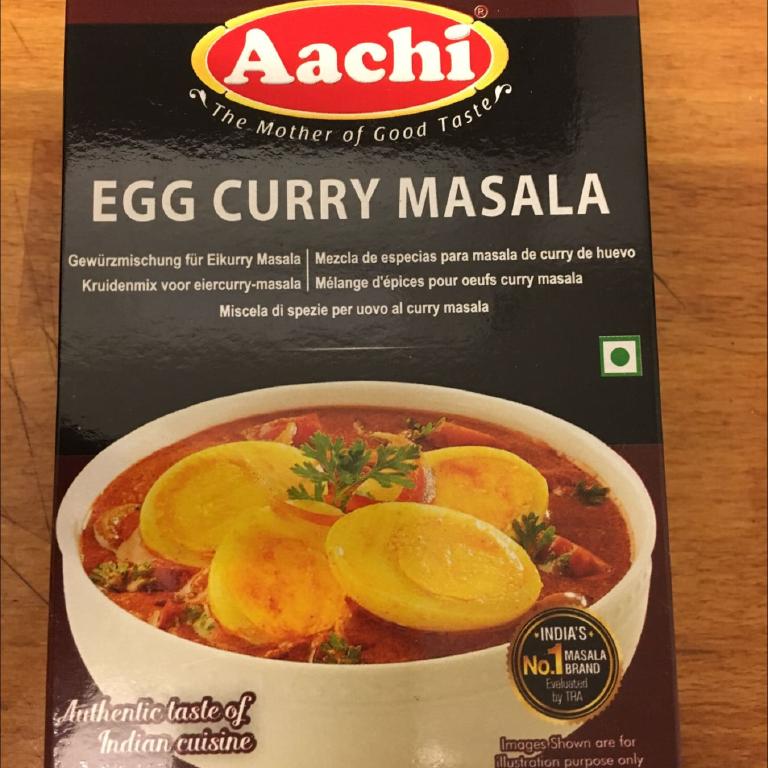 Aachi ®
The Mother of Good Taste
EGG CURRY MASALA
Gewürzmischung für Eikurry Masala | Mezcla de especias para masala de curry de huevo
Kruidenmix voor eiercurry-masala | Mélange d'épices pour oeufs curry masala
Miscela di spezie per uovo al curry masala
INDIA'S
No.1 MASALA
BRAND
Evaluated
by TRA
Authentic taste of
Indian cuisine
Images Shown are for
illustration purpose only